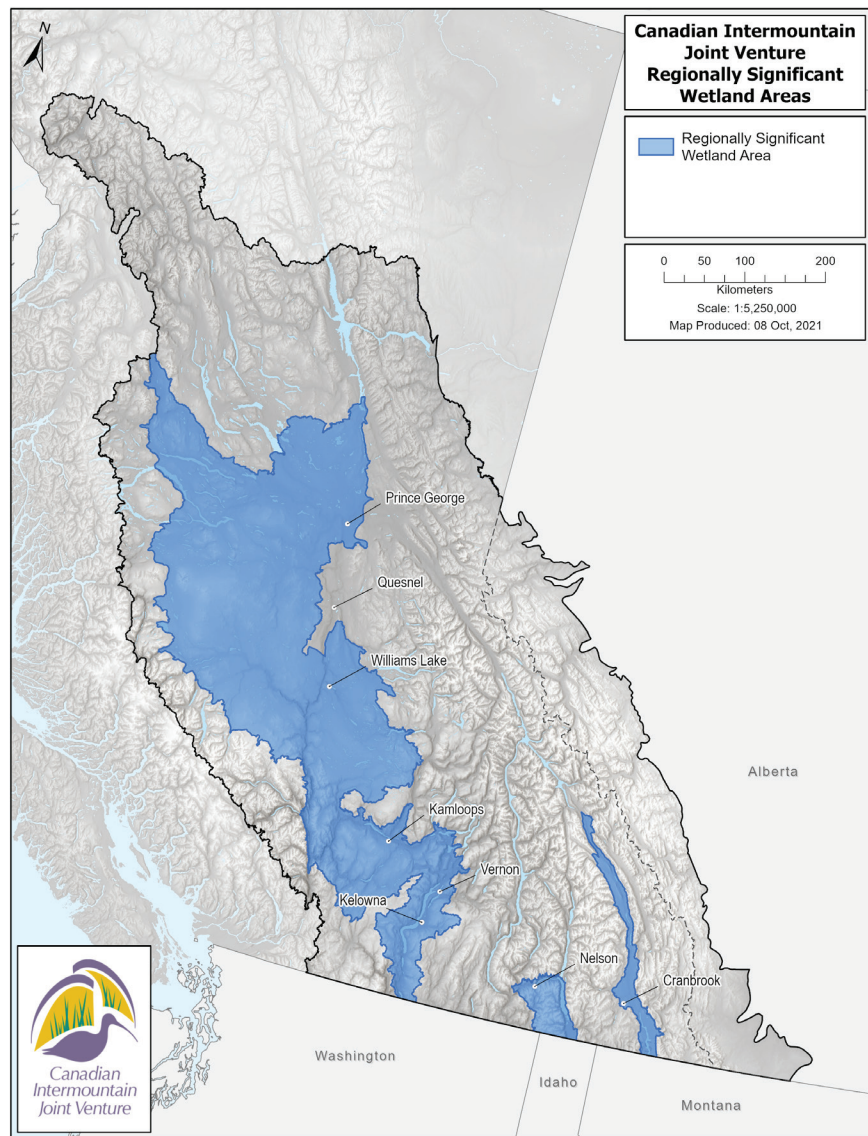 N
Canadian Intermountain
Joint Venture
Regionally Significant
Wetland Areas
Regionally Significant
Wetland Area
0 50 100 200
Kilometers
Scale: 1:5,250,000
Map Produced: 08 Oct, 2021
Prince George
Quesnel
Williams Lake
Alberta
Kamloops
Vernon
Kelowna
Nelson
Cranbrook
Washington
Idaho
Montana
Canadian
Intermountain
Joint Venture